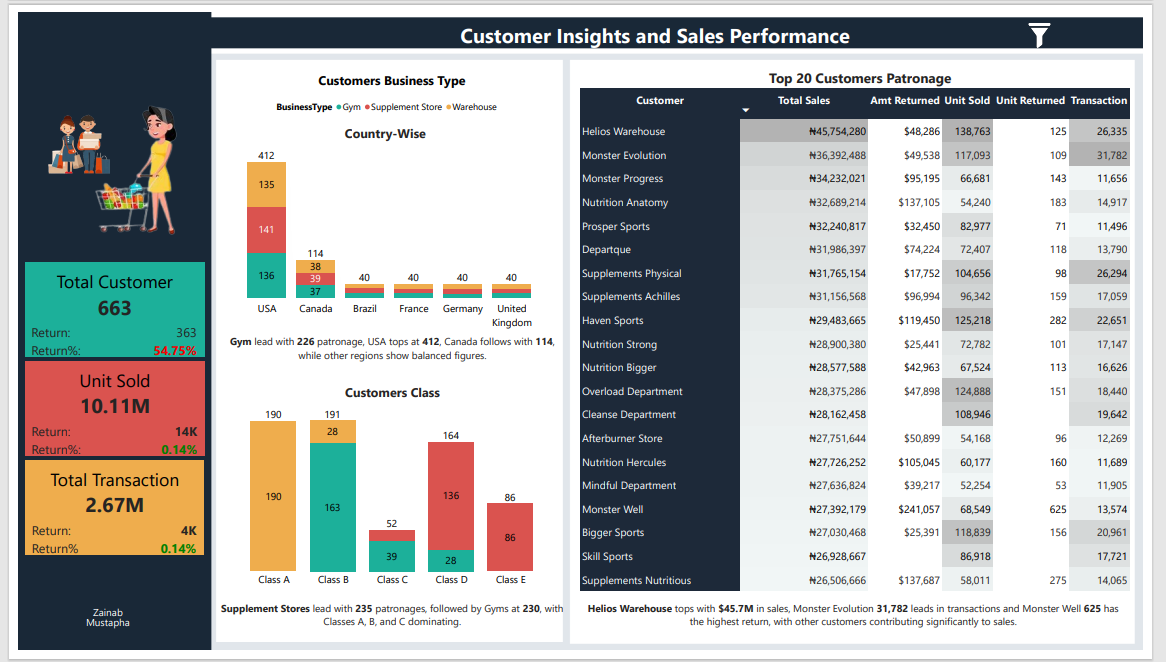 Customer Insights and Sales Performance
Total Customer
663
Return: 363
Return%: 54.75%
Unit Sold
10.11M
Return: 14K
Return%: 0.14%
Total Transaction
2.67M
Return: 4K
Return% 0.14%
Zainab
Mustapha
Customers Business Type
BusinessType Gym Supplement Store Warehouse
Country-Wise
412
135
141
136
114
38
39
37
40 40 40 40
USA Canada Brazil France Germany United
Kingdom
Gym lead with 226 patronage, USA tops at 412, Canada follows with 114,
while other regions show balanced figures.
Customers Class
190 191 52 164 86
190
28
163
39
136
28
86
Class A Class B Class C Class D Class E
Supplement Stores lead with 235 patronages, followed by Gyms at 230, with
Classes A, B, and C dominating.
Top 20 Customers Patronage
Customer Total Sales Amt Returned Unit Sold Unit Returned Transaction
Helios Warehouse ₦45,754,280 $48,286 138,763 125 26,335
Monster Evolution ₦36,392,488 $49,538 117,093 109 31,782
Monster Progress ₦34,232,021 $95,195 66,681 143 11,656
Nutrition Anatomy ₦32,689,214 $137,105 54,240 183 14,917
Prosper Sports ₦32,240,817 $32,450 82,977 71 11,496
Departque ₦31,986,397 $74,224 72,407 118 13,790
Supplements Physical ₦31,765,154 $17,752 104,656 98 26,294
Supplements Achilles ₦31,156,568 $96,994 96,342 159 17,059
Haven Sports ₦29,483,665 $119,450 125,218 282 22,651
Nutrition Strong ₦28,900,380 $25,441 72,782 101 17,147
Nutrition Bigger ₦28,577,588 $42,963 67,524 113 16,626
Overload Department ₦28,375,286 $47,898 124,888 151 18,440
Cleanse Department ₦28,162,458 108,946 19,642
Afterburner Store ₦27,751,644 $50,899 54,168 96 12,269
Nutrition Hercules ₦27,726,252 $105,045 60,177 160 11,689
Mindful Department ₦27,636,824 $39,217 52,254 53 11,905
Monster Well ₦27,392,179 $241,057 68,549 625 13,574
Bigger Sports ₦27,030,468 $25,391 118,839 156 20,961
Skill Sports ₦26,928,667 86,918 17,721
Supplements Nutritious ₦26,506,666 $137,687 58,011 275 14,065
Helios Warehouse tops with $45.7M in sales, Monster Evolution 31,782 leads in transactions and Monster Well 625 has
the highest return, with other customers contributing significantly to sales.